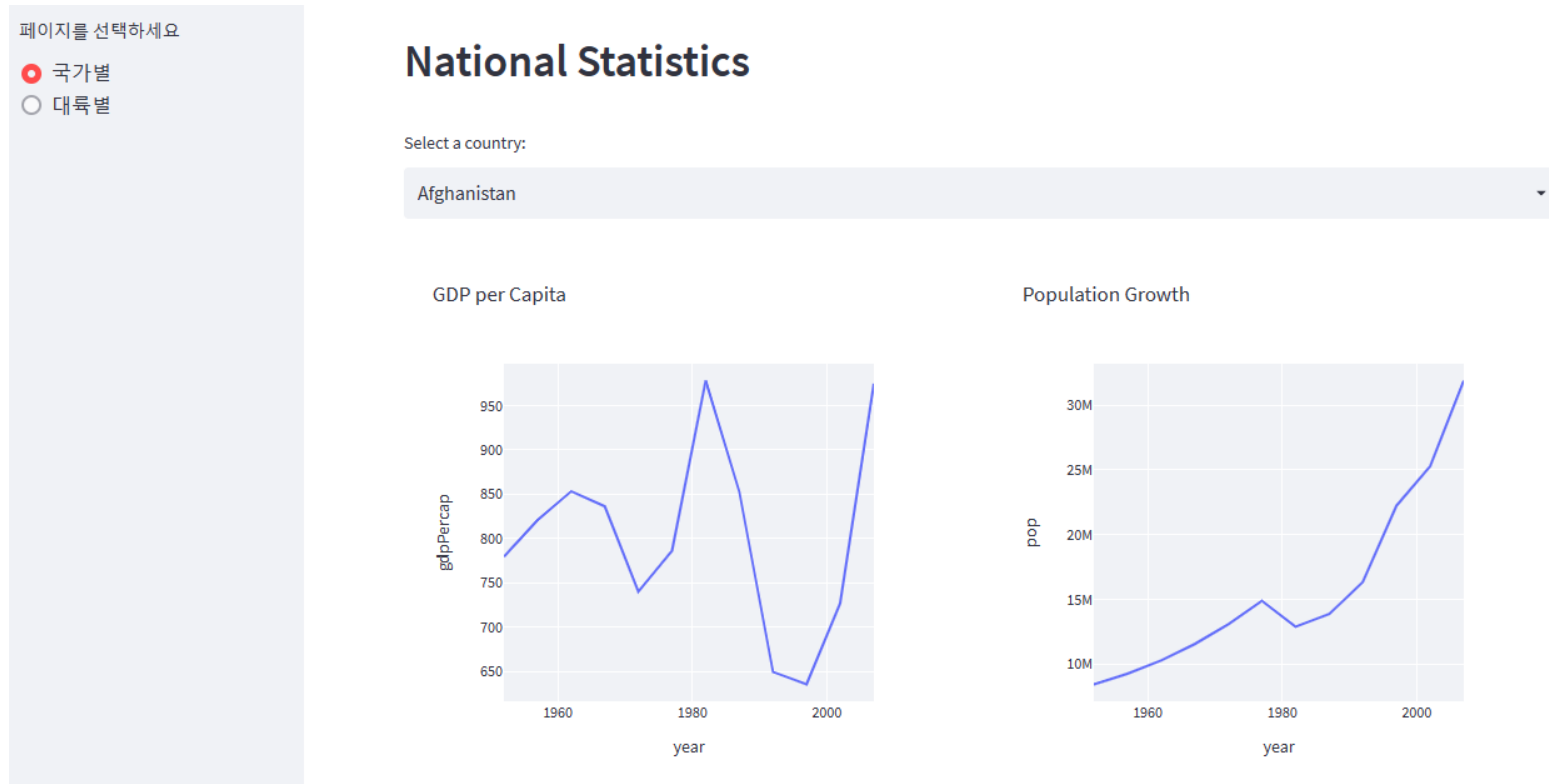 페이지를 선택하세요
국가별
대륙별
National Statistics
Select a country:
Afghanistan
GDP per Capita
950
900
850
800
750
700
650
gdpPercap
1960
1980
2000
year
Population Growth
30M
25M
20M
15M
10M
pop
1960
1980
2000
year